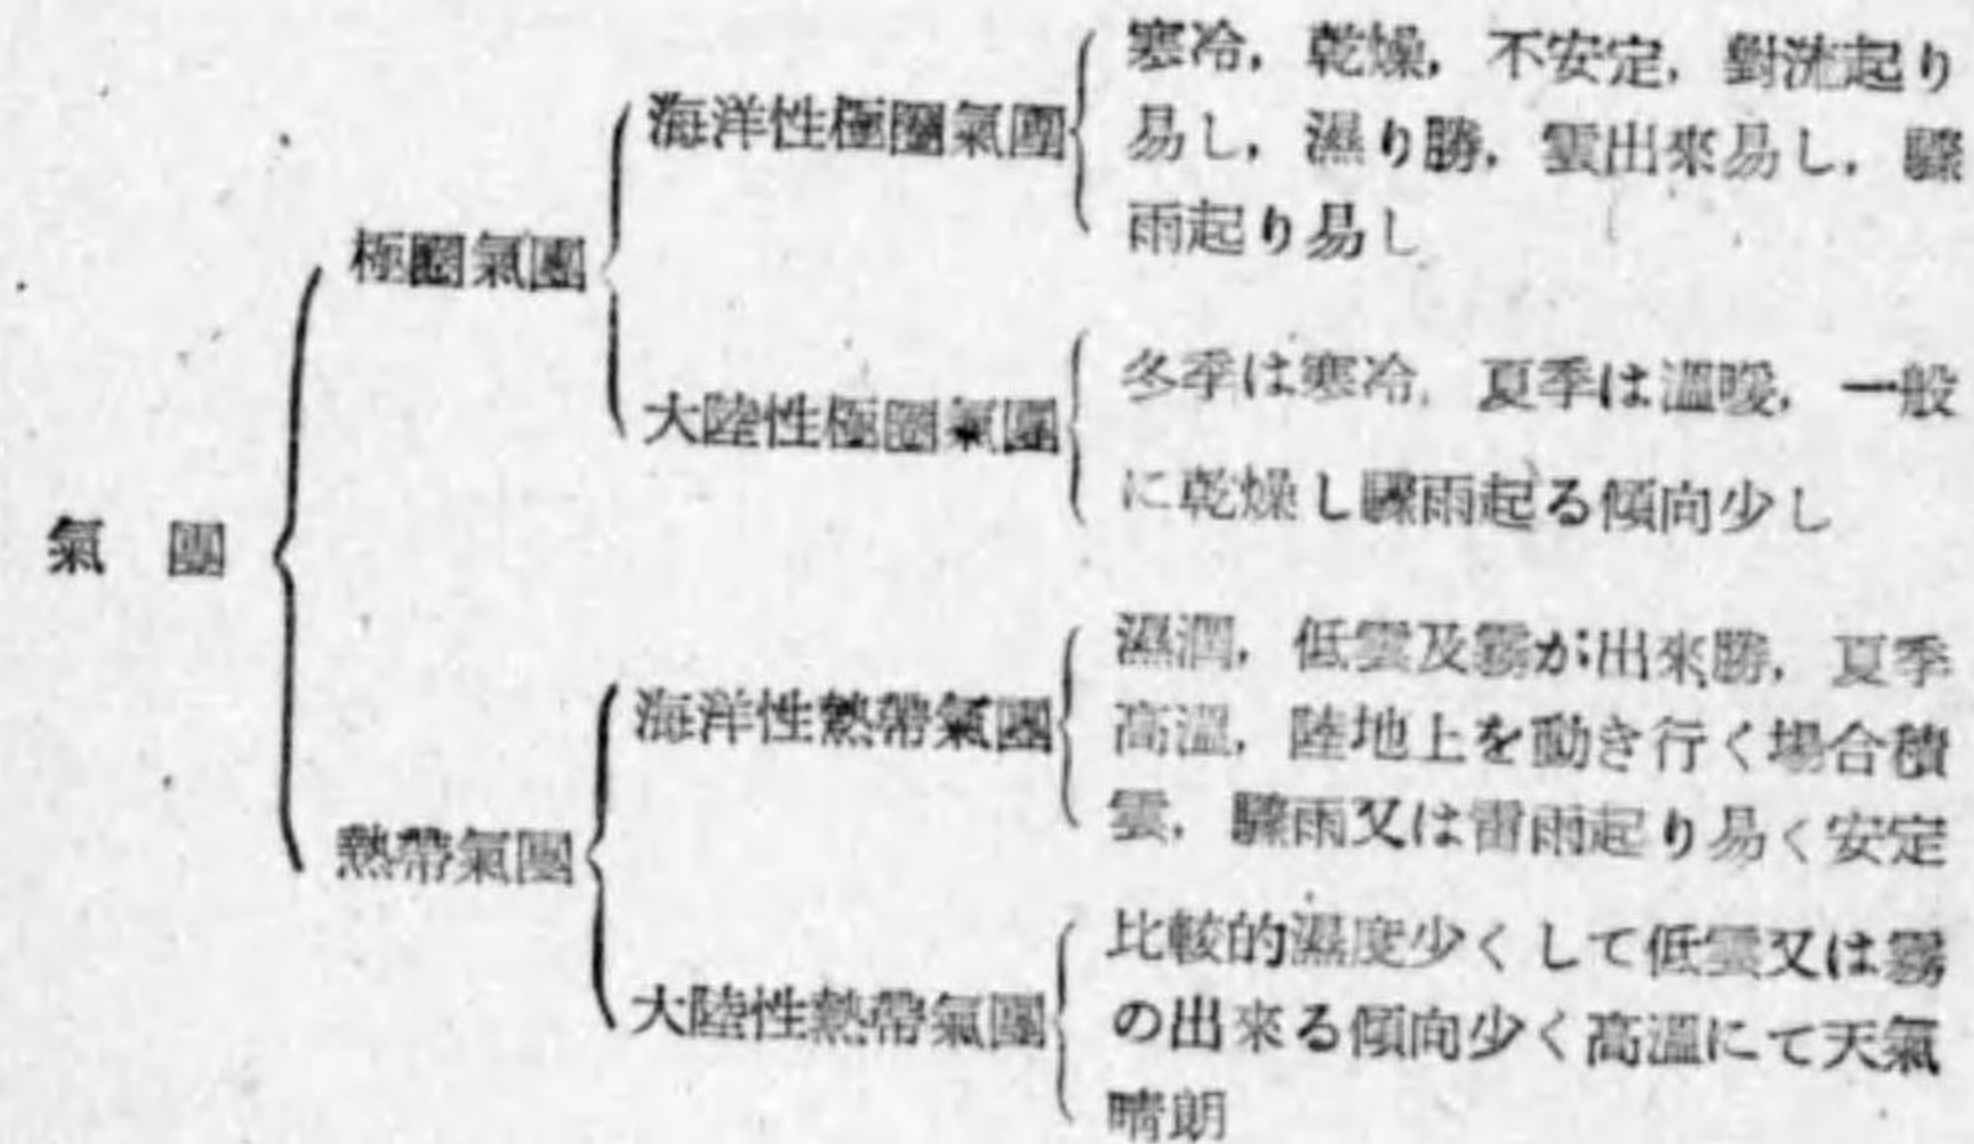 氣團
極圈氣團
海洋性極圈氣團
寒冷，乾燥，不安定，對流起り
易し，濕り勝，雲出來易し，驟
雨起り易し
大陸性極圈氣團
冬季は寒冷，夏季は溫暖，一般
に乾燥し驟雨起る傾向少し
熱帶氣團
海洋性熱帶氣團
濕潤，低雲及霧が出來勝，夏季
高溫，陸地上を動き行く場合積
雲，驟雨又は雷雨起り易く安定
大陸性熱帶氣團
比較的濕度少くして低雲又は霧
の出來る傾向少く高溫にて天氣
晴朗